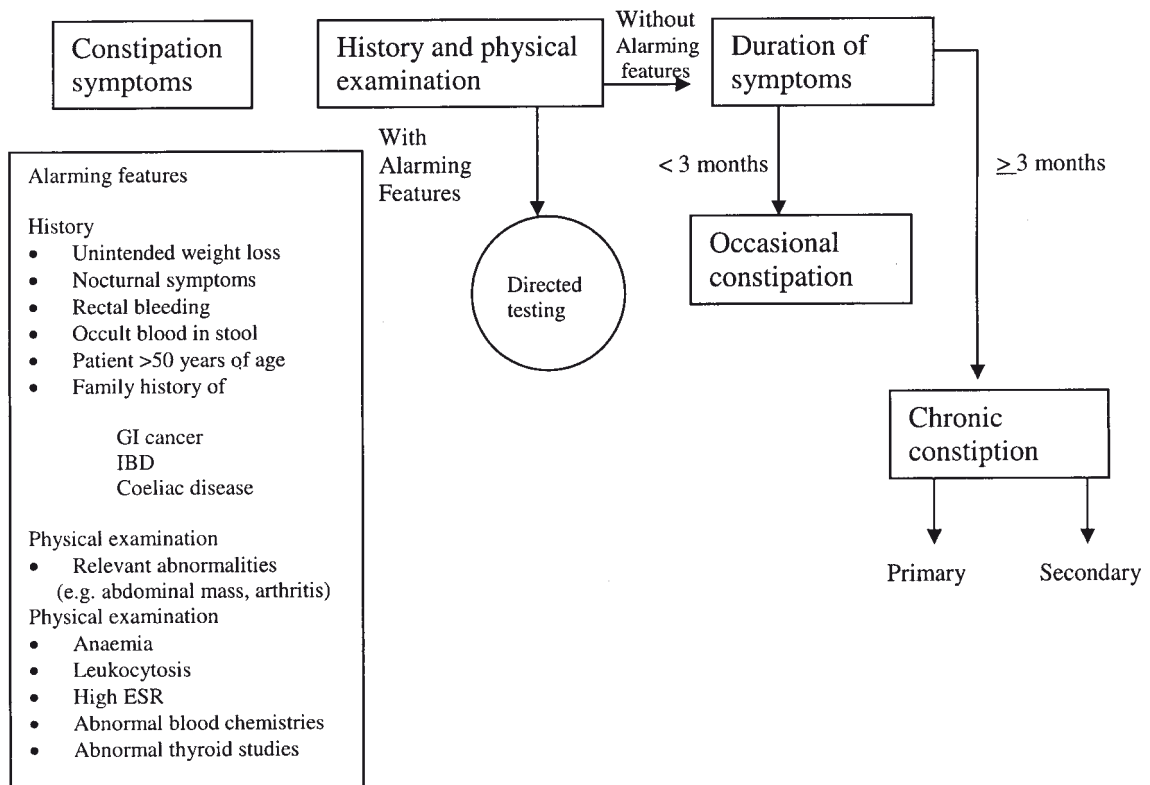 Constipation
symptoms
History and physical
examination
Without
Alarming
features
Duration of
symptoms
With
Alarming
Features
< 3 months
≥ 3 months
Directed
testing
Occasional
constipation
Chronic
constiption
Primary
Secondary
Alarming features
History
• Unintended weight loss
• Nocturnal symptoms
• Rectal bleeding
• Occult blood in stool
• Patient >50 years of age
• Family history of
GI cancer
IBD
Coeliac disease
Physical examination
• Relevant abnormalities
(e.g. abdominal mass, arthritis)
Physical examination
• Anaemia
• Leukocytosis
• High ESR
• Abnormal blood chemistries
• Abnormal thyroid studies